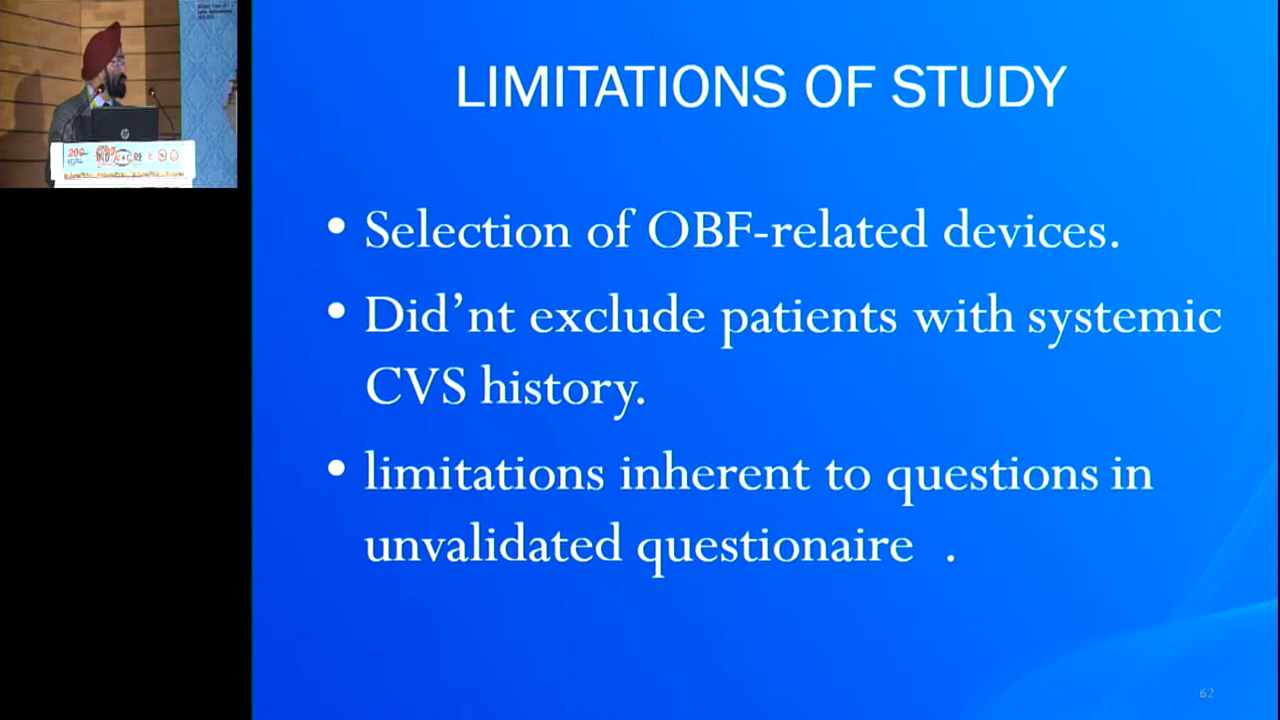 LIMITATIONS OF STUDY
• Selection of OBF-related devices.
• Did’nt exclude patients with systemic
CVS history.
• limitations inherent to questions in
unvalidated questionaire .
62
hp